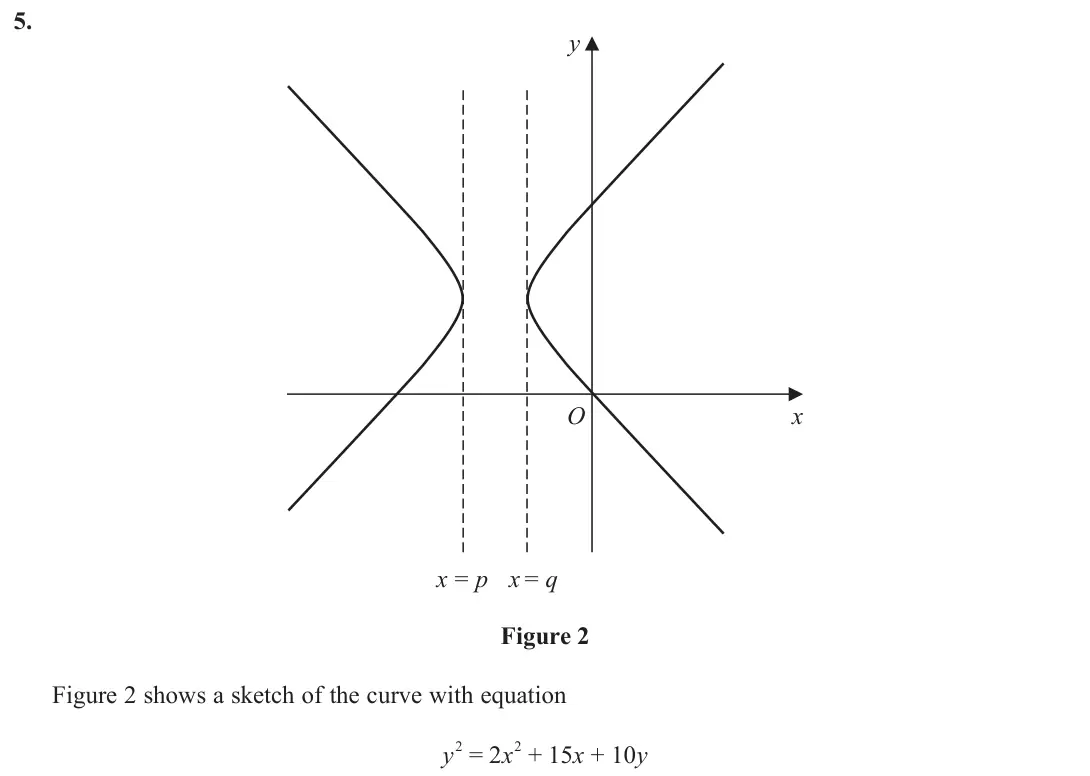 5.
y
O
x
x = p x = q
Figure 2
Figure 2 shows a sketch of the curve with equation
y² = 2x² + 15x + 10y